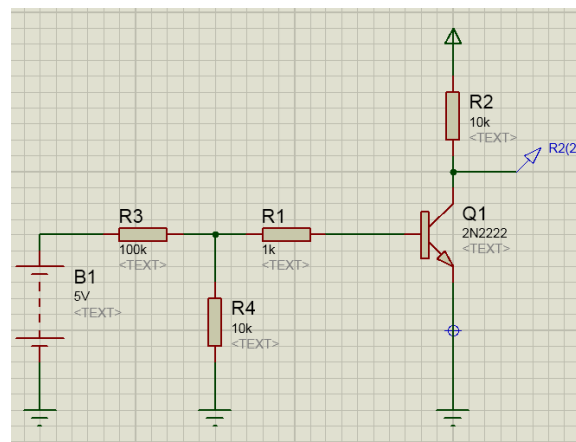 R2
10k
<TEXT>
R2(2
R3
100k
<TEXT>
R1
1k
<TEXT>
Q1
2N2222
<TEXT>
B1
5V
<TEXT>
R4
10k
<TEXT>